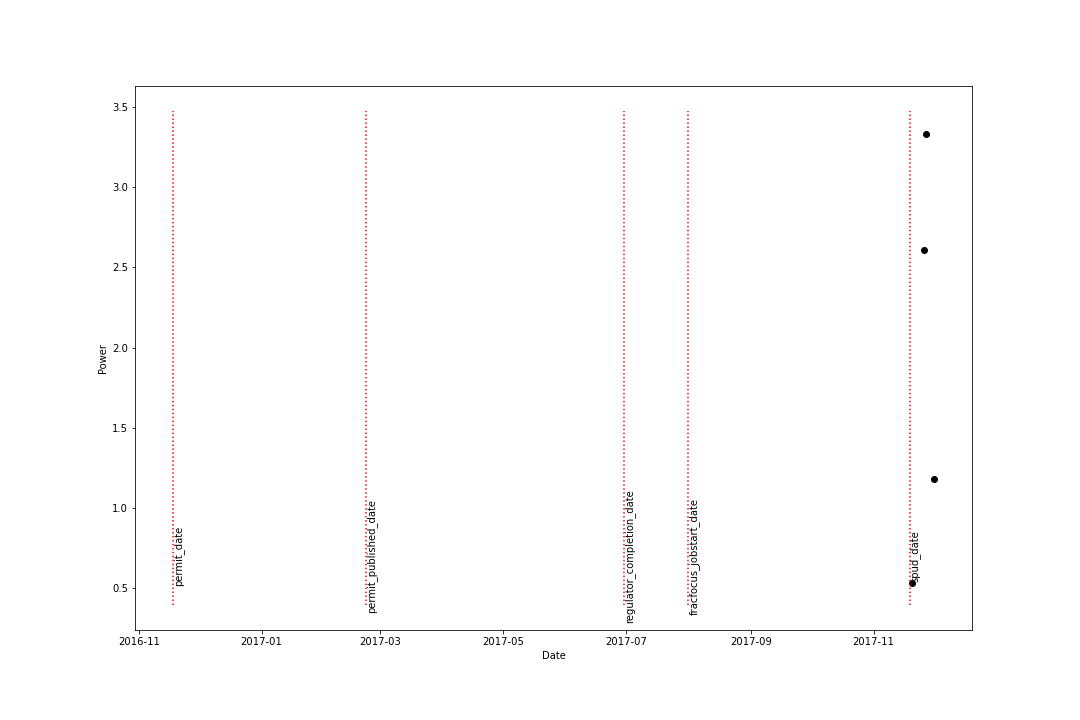 3.5
3.0
2.5
2.0
1.5
1.0
0.5
Power
permit_date
permit_published_date
regulator_completion_date
fracfocus_jobstart_date
spud_date
2016-11
2017-01
2017-03
2017-05
2017-07
2017-09
2017-11
Date